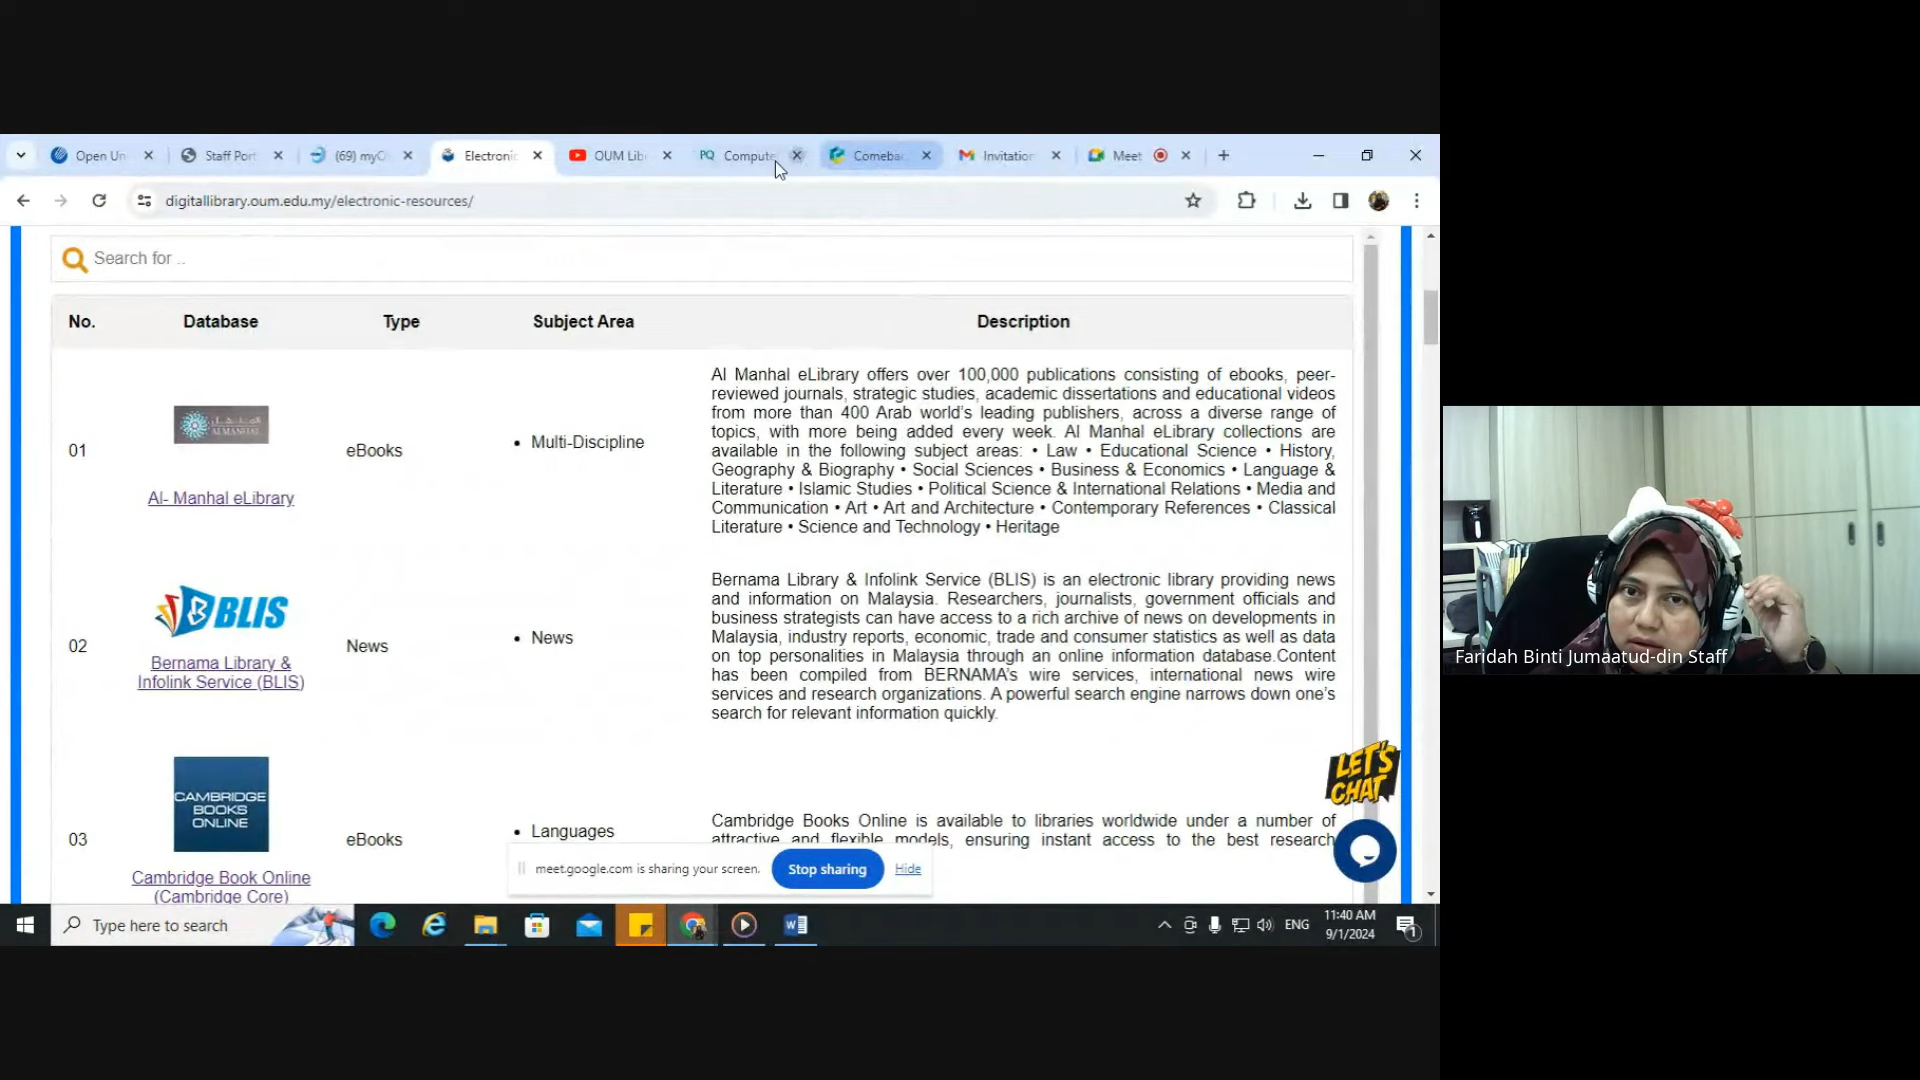 Open Un
Staff Port
(69) myO
Electronic
OUM Lib
PQ
Compute
Comebac
Invitation
Meet
digitallibrary.oum.edu.my/electronic-resources/
Search for ..
No.
Database
Type
Subject Area
Description
01
ALMANHAL
Al- Manhal eLibrary
eBooks
• Multi-Discipline
Al Manhal eLibrary offers over 100,000 publications consisting of ebooks, peer-
reviewed journals, strategic studies, academic dissertations and educational videos
from more than 400 Arab world's leading publishers, across a diverse range of
topics, with more being added every week. Al Manhal eLibrary collections are
available in the following subject areas: • Law • Educational Science • History,
Geography & Biography • Social Sciences • Business & Economics • Language &
Literature • Islamic Studies • Political Science & International Relations • Media and
Communication • Art • Art and Architecture • Contemporary References • Classical
Literature • Science and Technology • Heritage
02
BLIS
Bernama Library &
Infolink Service (BLIS)
News
• News
Bernama Library & Infolink Service (BLIS) is an electronic library providing news
and information on Malaysia. Researchers, journalists, government officials and
business strategists can have access to a rich archive of news on developments in
Malaysia, industry reports, economic, trade and consumer statistics as well as data
on top personalities in Malaysia through an online information database.Content
has been compiled from BERNAMA's wire services, international news wire
services and research organizations. A powerful search engine narrows down one's
search for relevant information quickly.
03
CAMBRIDGE
BOOKS
ONLINE
Cambridge Book Online
(Cambridge Core)
eBooks
• Languages
Cambridge Books Online is available to libraries worldwide under a number of
attractive and flexible models, ensuring instant access to the best research
LET'S
CHAT
meet.google.com is sharing your screen.
Stop sharing
Hide
Type here to search
ENG
11:40 AM
9/1/2024
1
Faridah Binti Jumaatud-din Staff